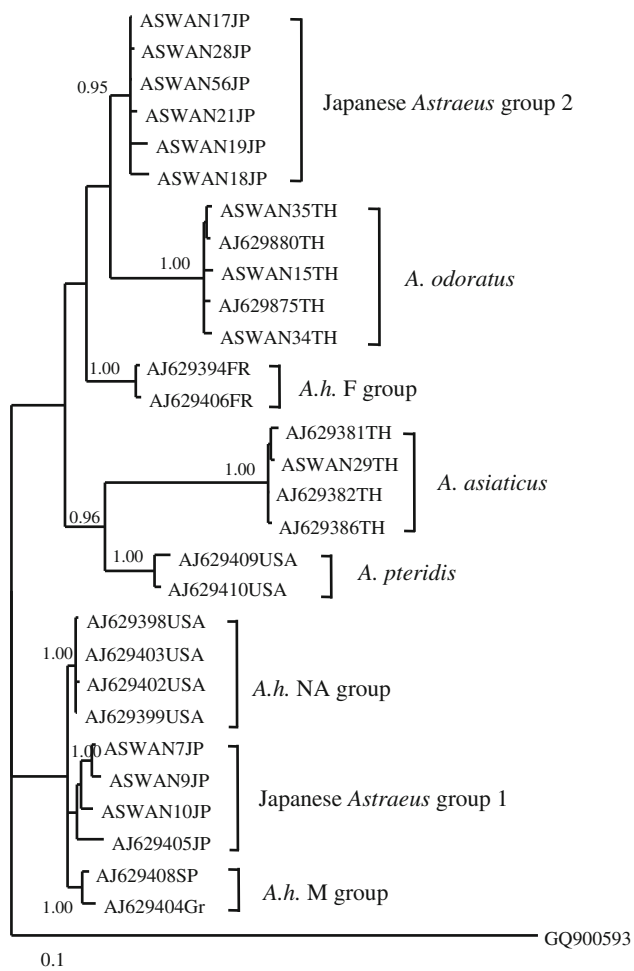 ASWAN17JP
ASWAN28JP
0.95
ASWAN56JP
Japanese Astraeus group 2
ASWAN21JP
ASWAN19JP
ASWAN18JP
ASWAN35TH
AJ629880TH
1.00
ASWAN15TH
A. odoratus
AJ629875TH
ASWAN34TH
1.00
AJ629394FR
A.h. F group
AJ629406FR
AJ629381TH
1.00
ASWAN29TH
A. asiaticus
AJ629382TH
AJ629386TH
0.96
1.00
AJ629409USA
A. pteridis
AJ629410USA
AJ629398USA
1.00
AJ629403USA
AJ629402USA
A.h. NA group
AJ629399USA
1.00
ASWAN7JP
ASWAN9JP
Japanese Astraeus group 1
ASWAN10JP
AJ629405JP
AJ629408SP
A.h. M group
1.00
AJ629404Gr
GQ900593
0.1